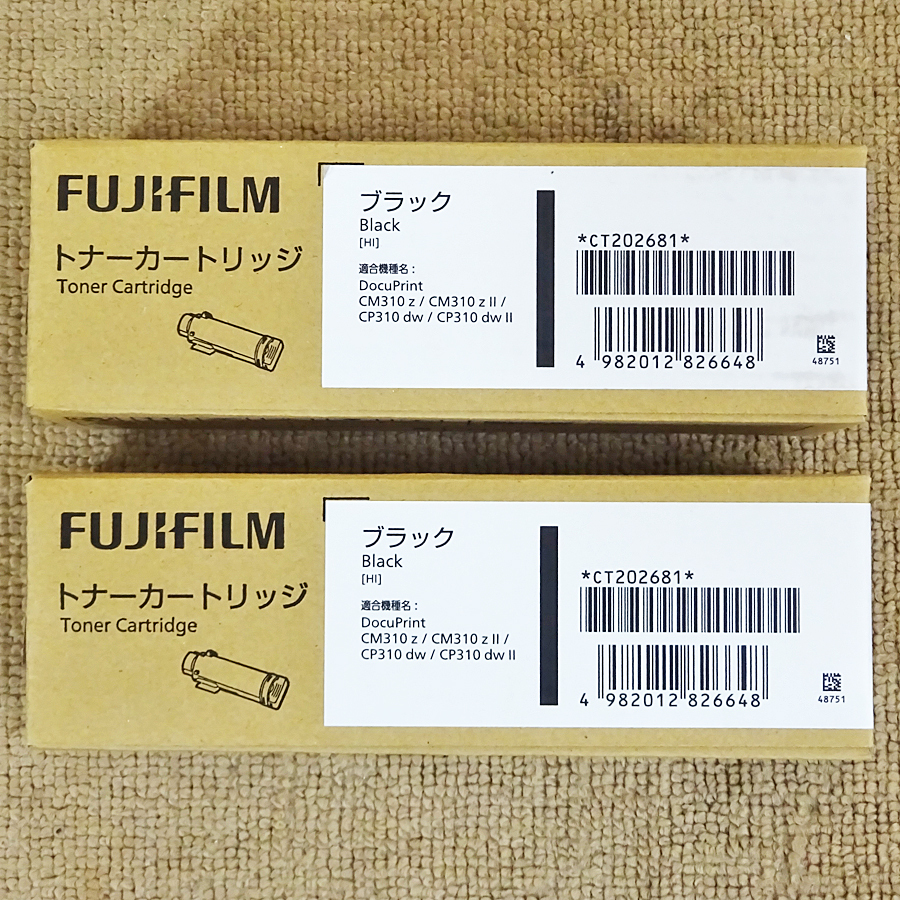 FUJIFILM
トナーカートリッジ
Toner Cartridge
ブラック
Black
[HI]
適合機種名：
DocuPrint
CM310 z / CM310 z II /
CP310 dw / CP310 dw II
*CT202681*
4 982012 826648
48751
FUJIFILM
トナーカートリッジ
Toner Cartridge
ブラック
Black
[HI]
適合機種名：
DocuPrint
CM310 z / CM310 z II /
CP310 dw / CP310 dw II
*CT202681*
4 982012 826648
48751